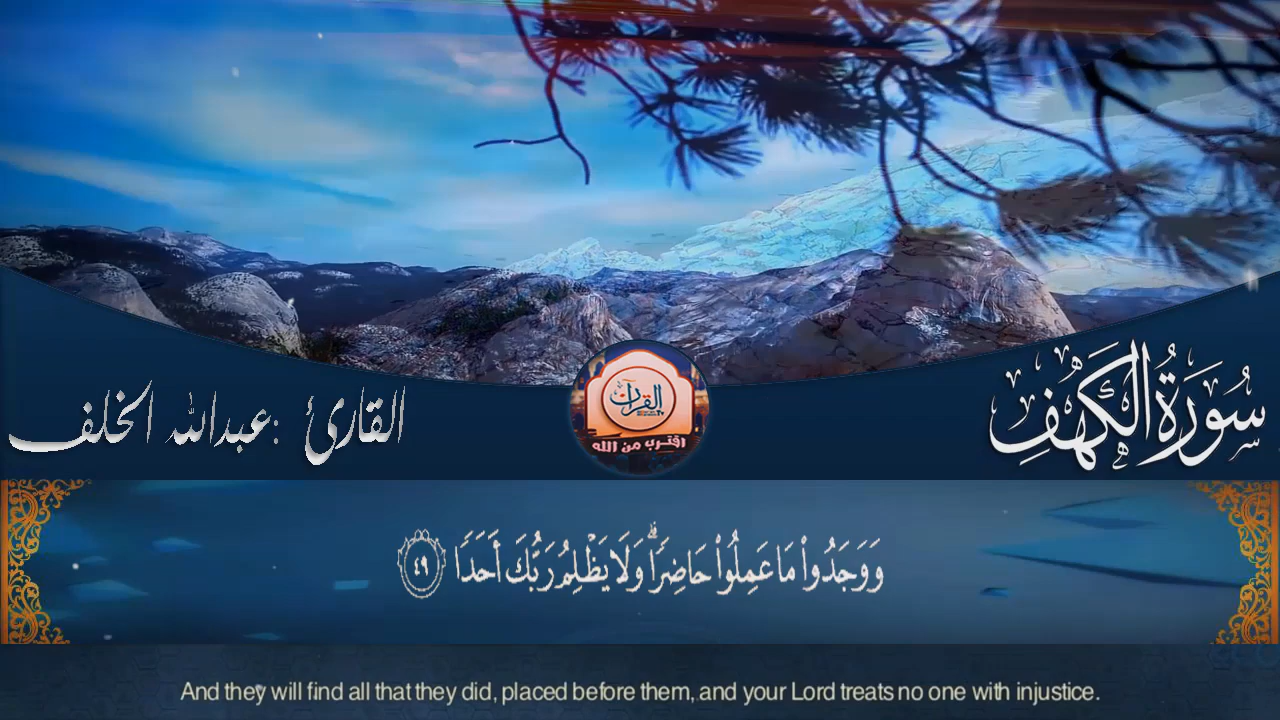 سُورَةُ الكَهْفِ
القارئ : عبدالله الخلف
القرآن
TV
اقترب من الله
وَوَجَدُوا۟ مَا عَمِلُوا۟ حَاضِرًا ۗ وَلَا يَظْلِمُ رَبُّكَ أَحَدًا ٤٩
And they will find all that they did, placed before them, and your Lord treats no one with injustice.